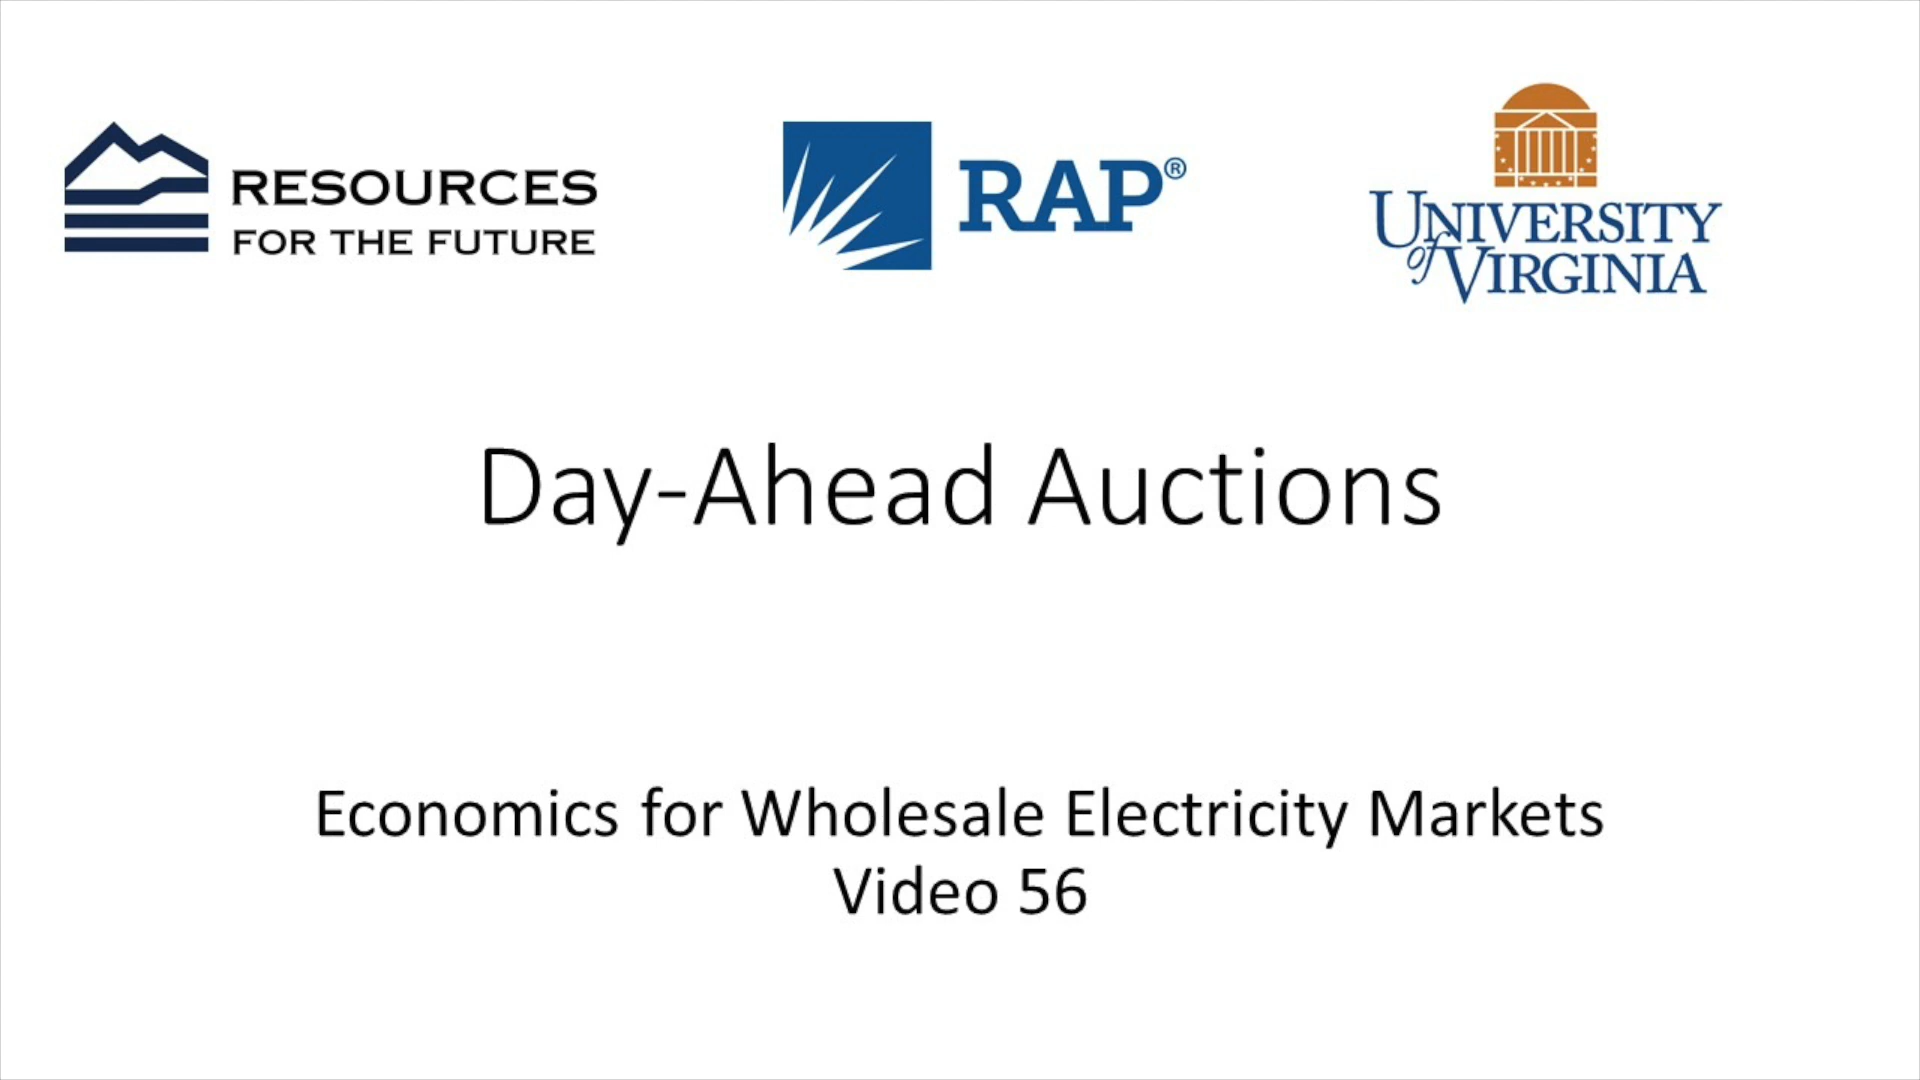 RESOURCES
FOR THE FUTURE
RAP®
UNIVERSITY
of VIRGINIA
Day-Ahead Auctions
Economics for Wholesale Electricity Markets
Video 56